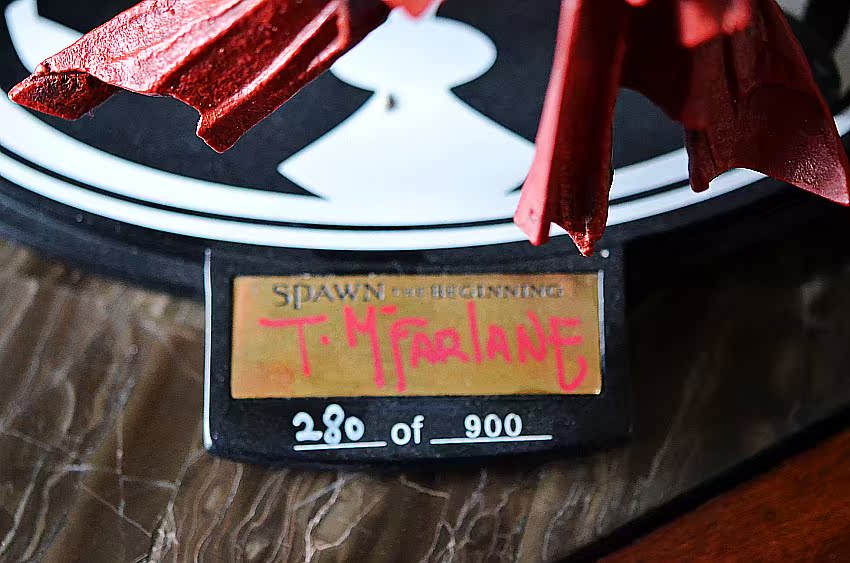 SPAWN THE BEGINNING
T. McFARLANE
280 of 900